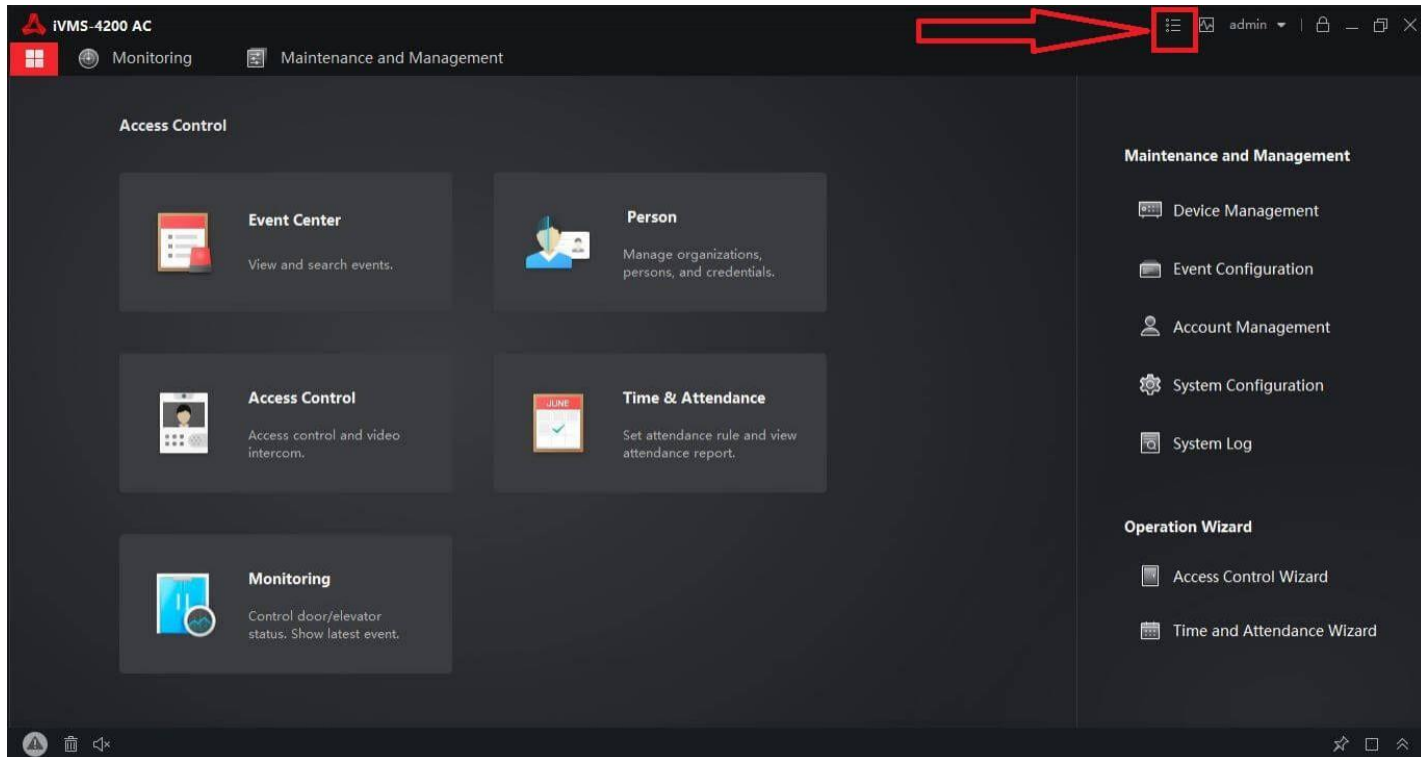 iVMS-4200 AC
admin
Monitoring
Maintenance and Management
Access Control
Event Center
View and search events.
Person
Manage organizations,
persons, and credentials.
Access Control
Access control and video
intercom.
JUNE
Time & Attendance
Set attendance rule and view
attendance report.
Monitoring
Control door/elevator
status. Show latest event.
Maintenance and Management
Device Management
Event Configuration
Account Management
System Configuration
System Log
Operation Wizard
Access Control Wizard
Time and Attendance Wizard